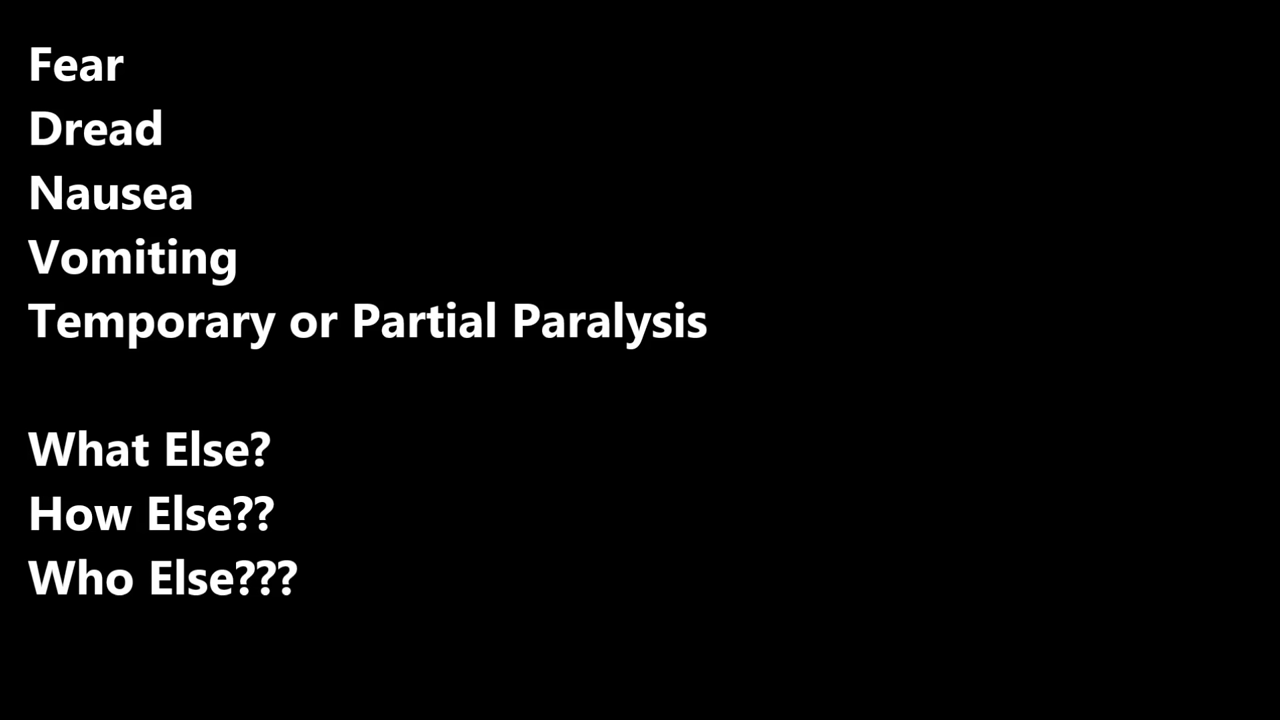 Fear
Dread
Nausea
Vomiting
Temporary or Partial Paralysis
What Else?
How Else??
Who Else???